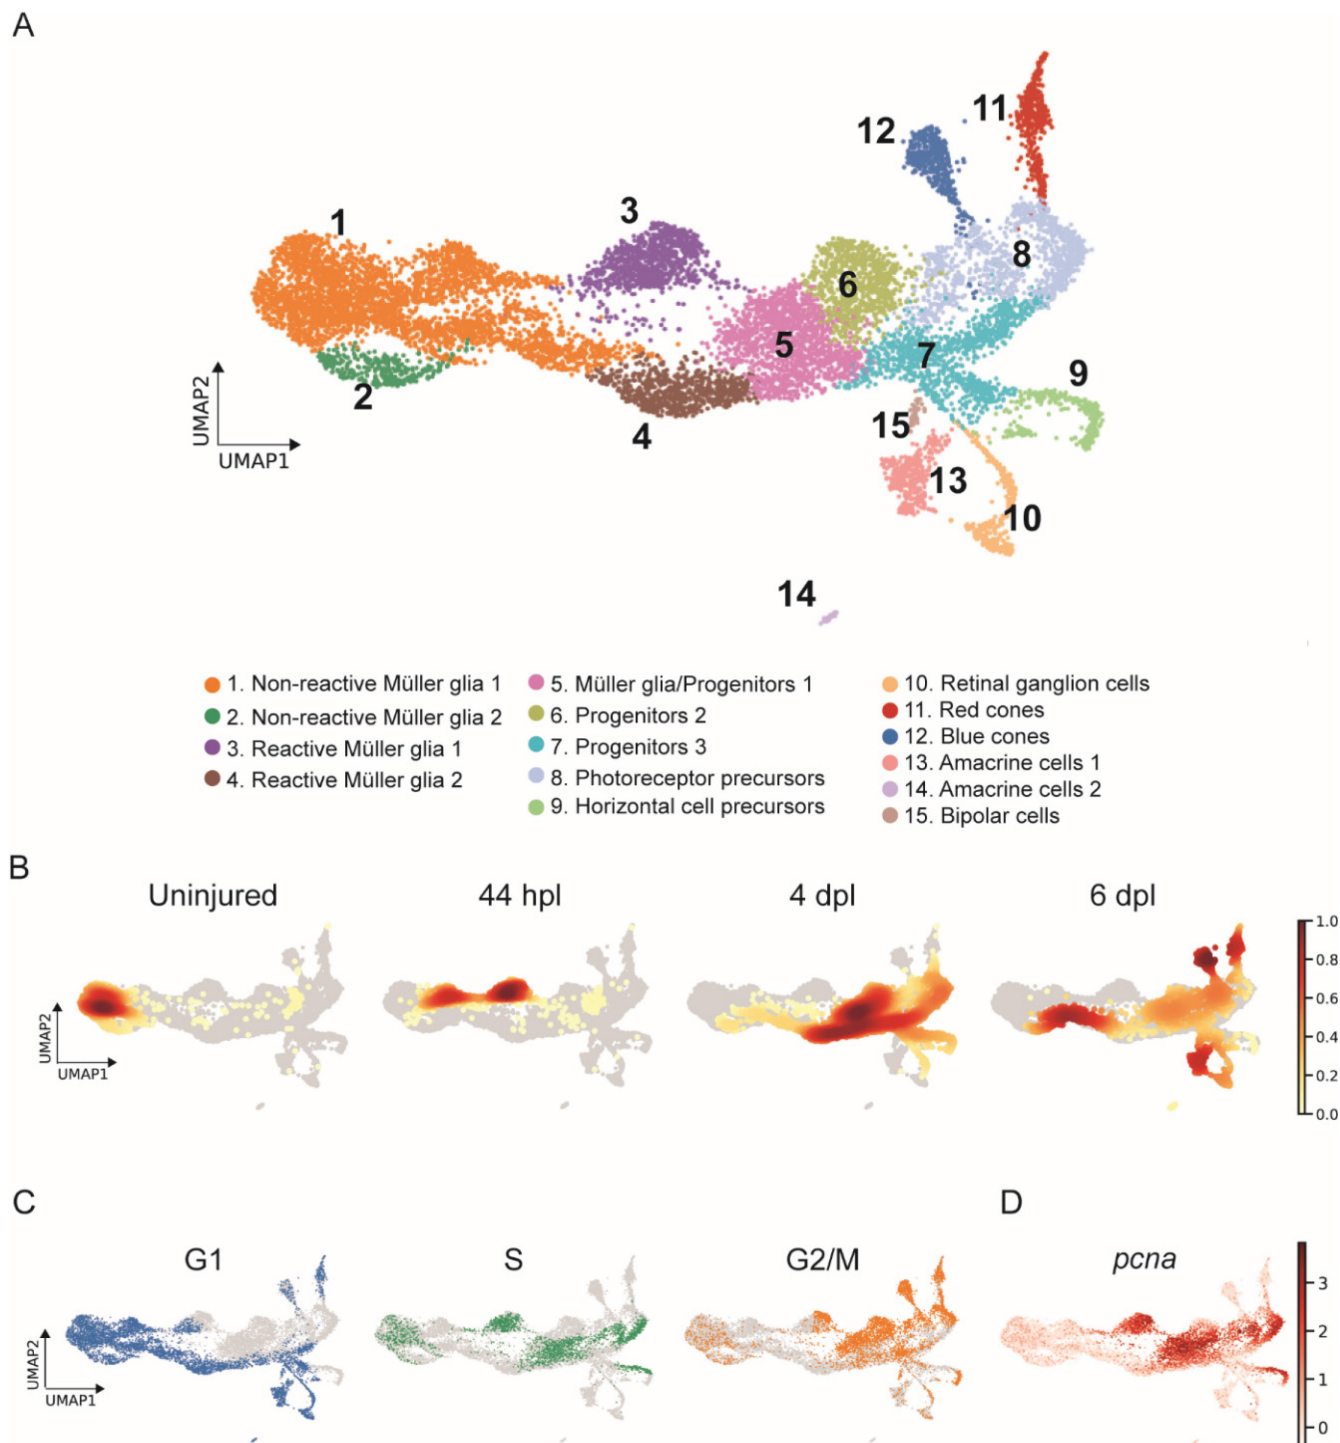 A
11
12
1
3
8
6
5
7
9
2
4
15
13
10
14
UMAP2
UMAP1
1. Non-reactive Müller glia 1
2. Non-reactive Müller glia 2
3. Reactive Müller glia 1
4. Reactive Müller glia 2
5. Müller glia/Progenitors 1
6. Progenitors 2
7. Progenitors 3
8. Photoreceptor precursors
9. Horizontal cell precursors
10. Retinal ganglion cells
11. Red cones
12. Blue cones
13. Amacrine cells 1
14. Amacrine cells 2
15. Bipolar cells
B
Uninjured
44 hpl
4 dpl
6 dpl
1.0
0.8
0.6
0.4
0.2
0.0
UMAP2
UMAP1
C
D
G1
S
G2/M
pcna
3
2
1
0
UMAP2
UMAP1